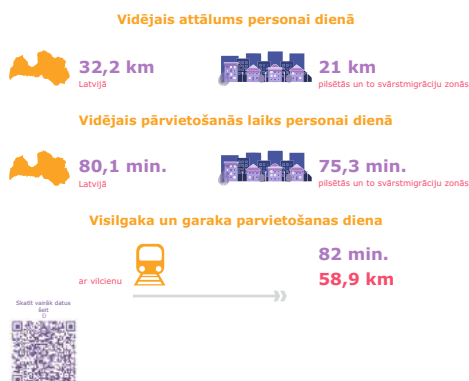 Vidējais attālums personai dienā
32,2 km
Latvijā
21 km
pilsētās un to svārstmigrāciju zonās
Vidējais pārvietošanās laiks personai dienā
80,1 min.
Latvijā
75,3 min.
pilsētās un to svārstmigrāciju zonās
Visilgaka un garaka parvietošanas diena
ar vilcienu
82 min.
58,9 km
Skatīt vairāk datus
šeit